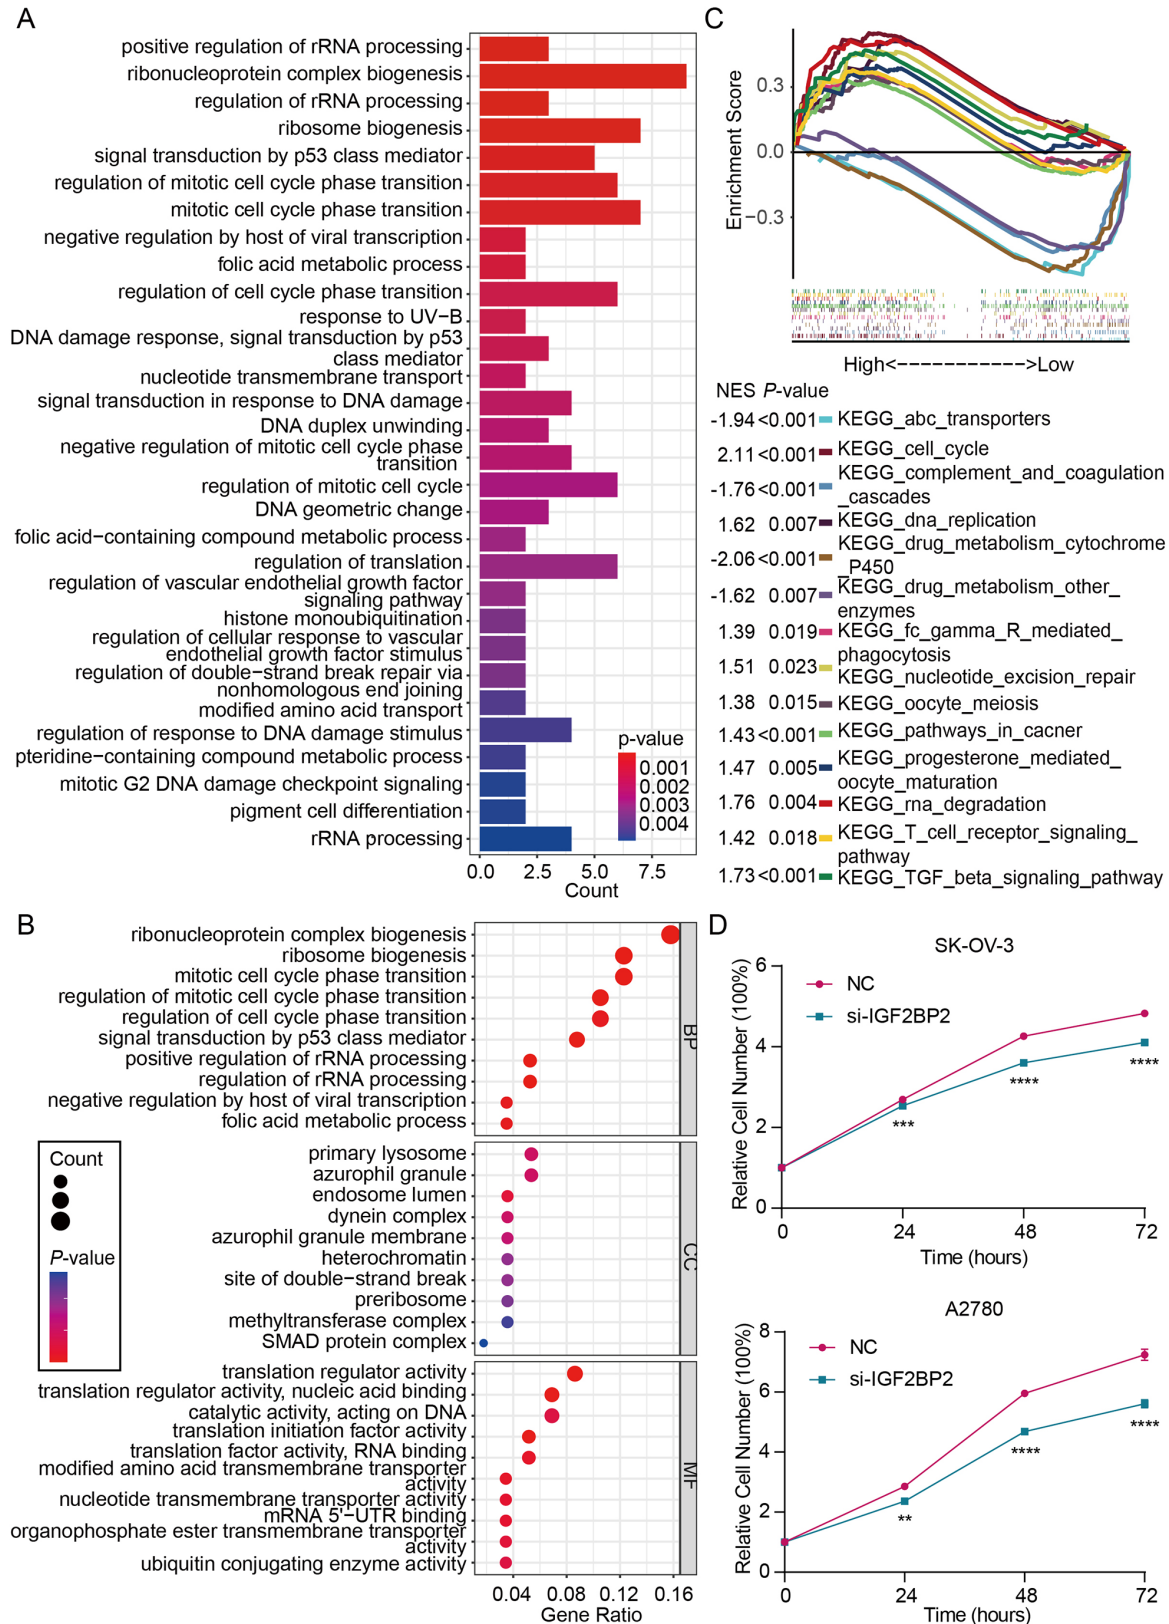 A
positive regulation of rRNA processing
ribonucleoprotein complex biogenesis
regulation of rRNA processing
ribosome biogenesis
signal transduction by p53 class mediator
regulation of mitotic cell cycle phase transition
mitotic cell cycle phase transition
negative regulation by host of viral transcription
folic acid metabolic process
regulation of cell cycle phase transition
response to UV−B
DNA damage response, signal transduction by p53
class mediator
nucleotide transmembrane transport
signal transduction in response to DNA damage
DNA duplex unwinding
negative regulation of mitotic cell cycle phase
transition
regulation of mitotic cell cycle
DNA geometric change
folic acid−containing compound metabolic process
regulation of translation
regulation of vascular endothelial growth factor
signaling pathway
histone monoubiquitination
regulation of cellular response to vascular
endothelial growth factor stimulus
regulation of double−strand break repair via
nonhomologous end joining
modified amino acid transport
regulation of response to DNA damage stimulus
pteridine−containing compound metabolic process
mitotic G2 DNA damage checkpoint signaling
pigment cell differentiation
rRNA processing
p-value
0.001
0.002
0.003
0.004
0.0 2.5 5.0 7.5
Count
B
ribonucleoprotein complex biogenesis
ribosome biogenesis
mitotic cell cycle phase transition
regulation of mitotic cell cycle phase transition
regulation of cell cycle phase transition
signal transduction by p53 class mediator
positive regulation of rRNA processing
regulation of rRNA processing
negative regulation by host of viral transcription
folic acid metabolic process
BP
primary lysosome
azurophil granule
endosome lumen
dynein complex
azurophil granule membrane
heterochromatin
site of double−strand break
preribosome
methyltransferase complex
SMAD protein complex
CC
translation regulator activity
translation regulator activity, nucleic acid binding
catalytic activity, acting on DNA
translation initiation factor activity
translation factor activity, RNA binding
modified amino acid transmembrane transporter
activity
nucleotide transmembrane transporter activity
mRNA 5'−UTR binding
organophosphate ester transmembrane transporter
activity
ubiquitin conjugating enzyme activity
MF
Count
P-value
0.04 0.08 0.12 0.16
Gene Ratio
C
Enrichment Score
0.3
0.0
−0.3
High<------------->Low
NES P-value
-1.94 <0.001 KEGG_abc_transporters
2.11 <0.001 KEGG_cell_cycle
-1.76 <0.001 KEGG_complement_and_coagulation
_cascades
1.62 0.007 KEGG_dna_replication
-2.06 <0.001 KEGG_drug_metabolism_cytochrome
_P450
-1.62 0.007 KEGG_drug_metabolism_other_
enzymes
1.39 0.019 KEGG_fc_gamma_R_mediated_
phagocytosis
1.51 0.023 KEGG_nucleotide_excision_repair
1.38 0.015 KEGG_oocyte_meiosis
1.43 <0.001 KEGG_pathways_in_cacner
1.47 0.005 KEGG_progesterone_mediated_
oocyte_maturation
1.76 0.004 KEGG_rna_degradation
1.42 0.018 KEGG_T_cell_receptor_signaling_
pathway
1.73 <0.001 KEGG_TGF_beta_signaling_pathway
D
SK-OV-3
Relative Cell Number (100%)
6
4
2
0
NC
si-IGF2BP2
***
****
****
0 24 48 72
Time (hours)
A2780
Relative Cell Number (100%)
8
6
4
2
0
NC
si-IGF2BP2
**
****
****
0 24 48 72
Time (hours)